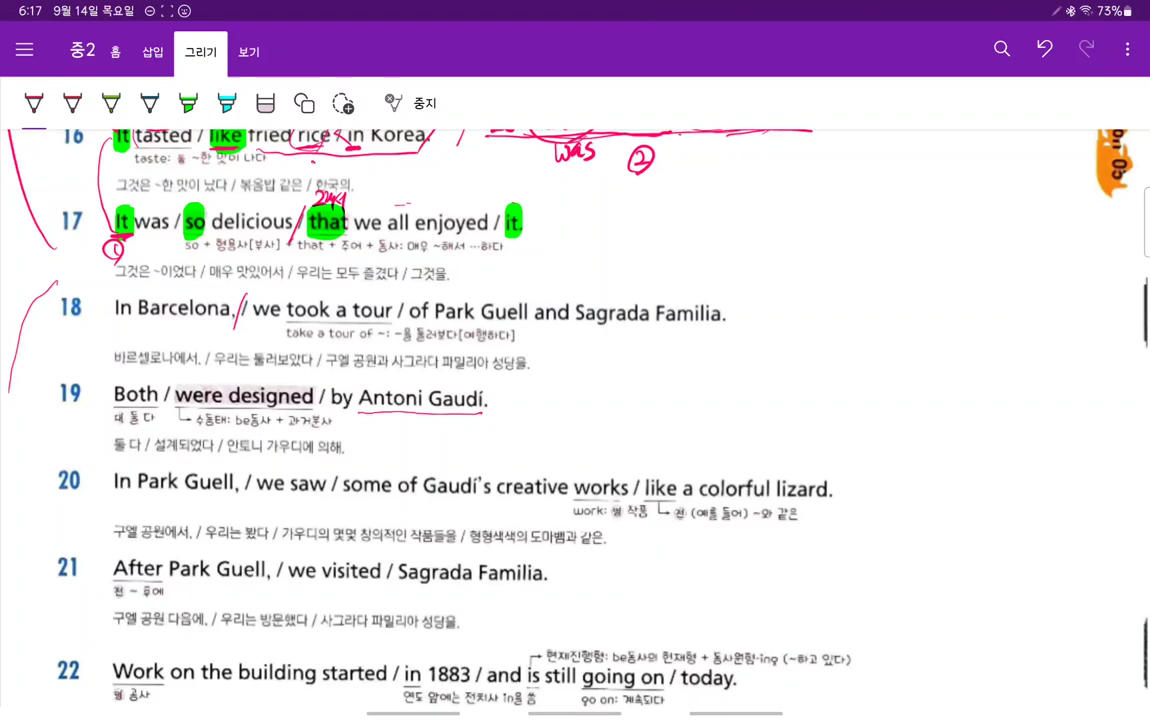 6:17 9월 14일 목요일 73%
중2 홈 삽입 그리기 보기
중지
16 It tasted / like fried rice / in Korea.
was ②
taste: 동 ~한 맛이 나다
그것은 ~한 맛이 났다 / 볶음밥 같은 / 한국의.
17 It was / so delicious / that we all enjoyed / it.
①
so + 형용사[부사] + that + 주어 + 동사: 매우 ~해서 …하다
그것은 ~이었다 / 매우 맛있어서 / 우리는 모두 즐겼다 / 그것을.
18 In Barcelona, / we took a tour / of Park Guell and Sagrada Familia.
take a tour of ~: ~을 둘러보다[여행하다]
바르셀로나에서, / 우리는 둘러보았다 / 구엘 공원과 사그라다 파밀리아 성당을.
19 Both / were designed / by Antoni Gaudí.
대 둘 다 수동태: be동사 + 과거분사
둘 다 / 설계되었다 / 안토니 가우디에 의해.
20 In Park Guell, / we saw / some of Gaudí's creative works / like a colorful lizard.
work: 명 작품 전 (예를 들어) ~와 같은
구엘 공원에서, / 우리는 봤다 / 가우디의 몇몇 창의적인 작품들을 / 형형색색의 도마뱀과 같은.
21 After Park Guell, / we visited / Sagrada Familia.
전 ~ 후에
구엘 공원 다음에, / 우리는 방문했다 / 사그라다 파밀리아 성당을.
현재진행형: be동사의 현재형 + 동사원형-ing (~하고 있다)
22 Work on the building started / in 1883 / and is still going on / today.
명 공사 연도 앞에는 전치사 in을 씀 go on: 계속되다